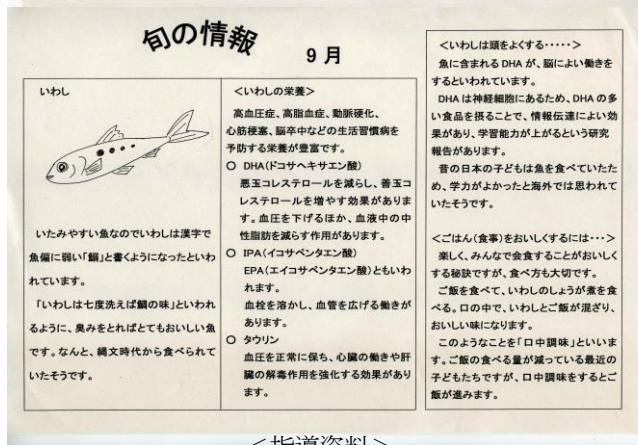 旬の情報
9月
いわし
いたみやすい魚なのでいわしは漢字で
魚偏に弱い「鰯」と書くようになったといわ
れています。
「いわしは七度洗えば鯛の味」といわれ
るように、臭みをとればとてもおいしい魚
です。なんと、縄文時代から食べられて
いたそうです。
<いわしの栄養>
高血圧症、高脂血症、動脈硬化、
心筋梗塞、脳卒中などの生活習慣病を
予防する栄養が豊富です。
○ DHA(ドコサヘキサエン酸)
悪玉コレステロールを減らし、善玉コ
レステロールを増やす効果がありま
す。血圧を下げるほか、血液中の中
性脂肪を減らす作用があります。
○ IPA(イコサペンタエン酸)
EPA(エイコサペンタエン酸)ともいわ
れます。
血栓を溶かし、血管を広げる働きが
あります。
○ タウリン
血圧を正常に保ち、心臓の働きや肝
臓の解毒作用を強化する効果があり
ます。
<いわしは頭をよくする・・・・・>
魚に含まれる DHA が、脳によい働きを
するといわれています。
DHA は神経細胞にあるため、DHA の多
い食品を摂ることで、情報伝達によい効
果があり、学習能力が上がるという研究
報告があります。
昔の日本の子どもは魚を食べていたた
め、学力がよかったと海外では思われて
いたそうです。
<ごはん(食事)をおいしくするには・・・>
楽しく、みんなで会食することがおいしく
する秘訣ですが、食べ方も大切です。
ご飯を食べて、いわしのしょうが煮を食
べる。口の中で、いわしとご飯が混ざり、
おいしい味になります。
このようなことを「口中調味」といいま
す。ご飯の食べる量が減っている最近の
子どもたちですが、口中調味をするとご
飯が進みます。
<指導資料>